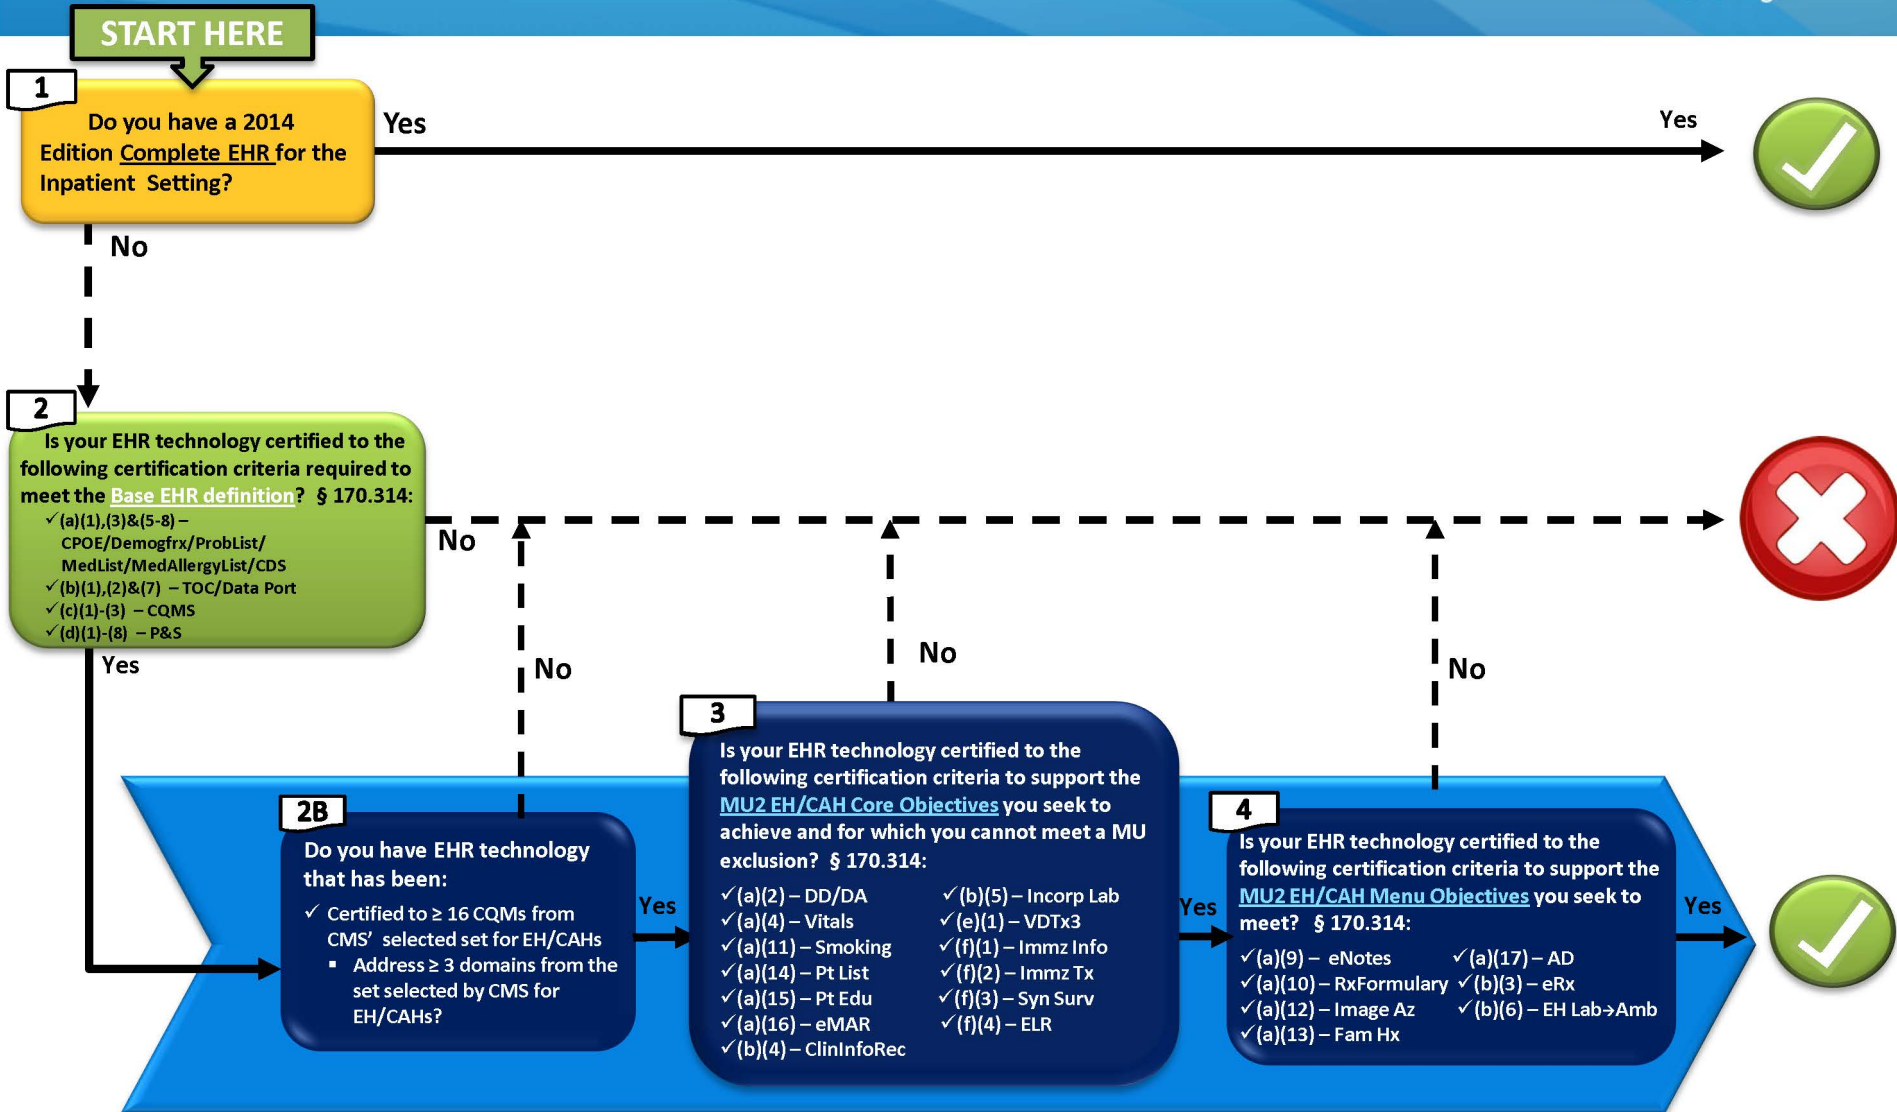 START HERE
1
Do you have a 2014
Edition Complete EHR for the
Inpatient Setting?
Yes
Yes
No
2
Is your EHR technology certified to the
following certification criteria required to
meet the Base EHR definition? § 170.314:
✓(a)(1),(3)&(5-8) –
CPOE/Demogfrx/ProbList/
MedList/MedAllergyList/CDS
✓(b)(1),(2)&(7) – TOC/Data Port
✓(c)(1)-(3) – CQMS
✓(d)(1)-(8) – P&S
No
Yes
No
No
No
2B
Do you have EHR technology
that has been:
✓ Certified to ≥ 16 CQMs from
CMS’ selected set for EH/CAHs
▪ Address ≥ 3 domains from the
set selected by CMS for
EH/CAHs?
Yes
3
Is your EHR technology certified to the
following certification criteria to support the
MU2 EH/CAH Core Objectives you seek to
achieve and for which you cannot meet a MU
exclusion? § 170.314:
✓(a)(2) – DD/DA
✓(a)(4) – Vitals
✓(a)(11) – Smoking
✓(a)(14) – Pt List
✓(a)(15) – Pt Edu
✓(a)(16) – eMAR
✓(b)(4) – ClinInfoRec
✓(b)(5) – Incorp Lab
✓(e)(1) – VDTx3
✓(f)(1) – Immz Info
✓(f)(2) – Immz Tx
✓(f)(3) – Syn Surv
✓(f)(4) – ELR
Yes
4
Is your EHR technology certified to the
following certification criteria to support the
MU2 EH/CAH Menu Objectives you seek to
meet? § 170.314:
✓(a)(9) – eNotes
✓(a)(10) – RxFormulary
✓(a)(12) – Image Az
✓(a)(13) – Fam Hx
✓(a)(17) – AD
✓(b)(3) – eRx
✓(b)(6) – EH Lab→Amb
Yes